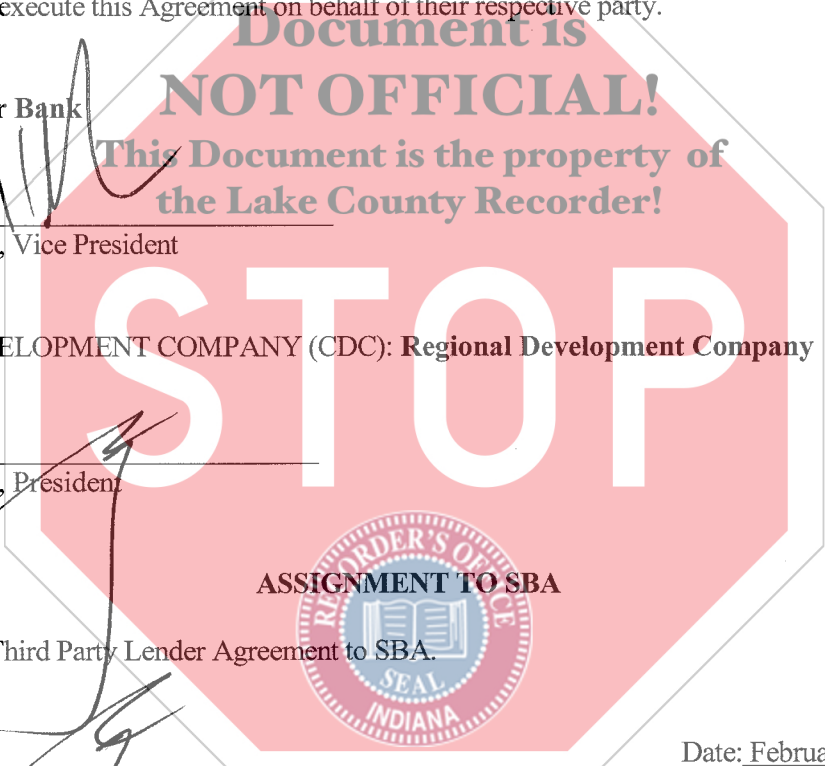 execute this Agreement on behalf of their respective party.
Document is
NOT OFFICIAL!
r Bank
This Document is the property of
the Lake County Recorder!
, Vice President
STOP
ELOPMENT COMPANY (CDC): Regional Development Company
, President
RECORDER'S OFFICE
ASSIGNMENT TO SBA
Third Party Lender Agreement to SBA.
SEAL
INDIANA
Date: Februa